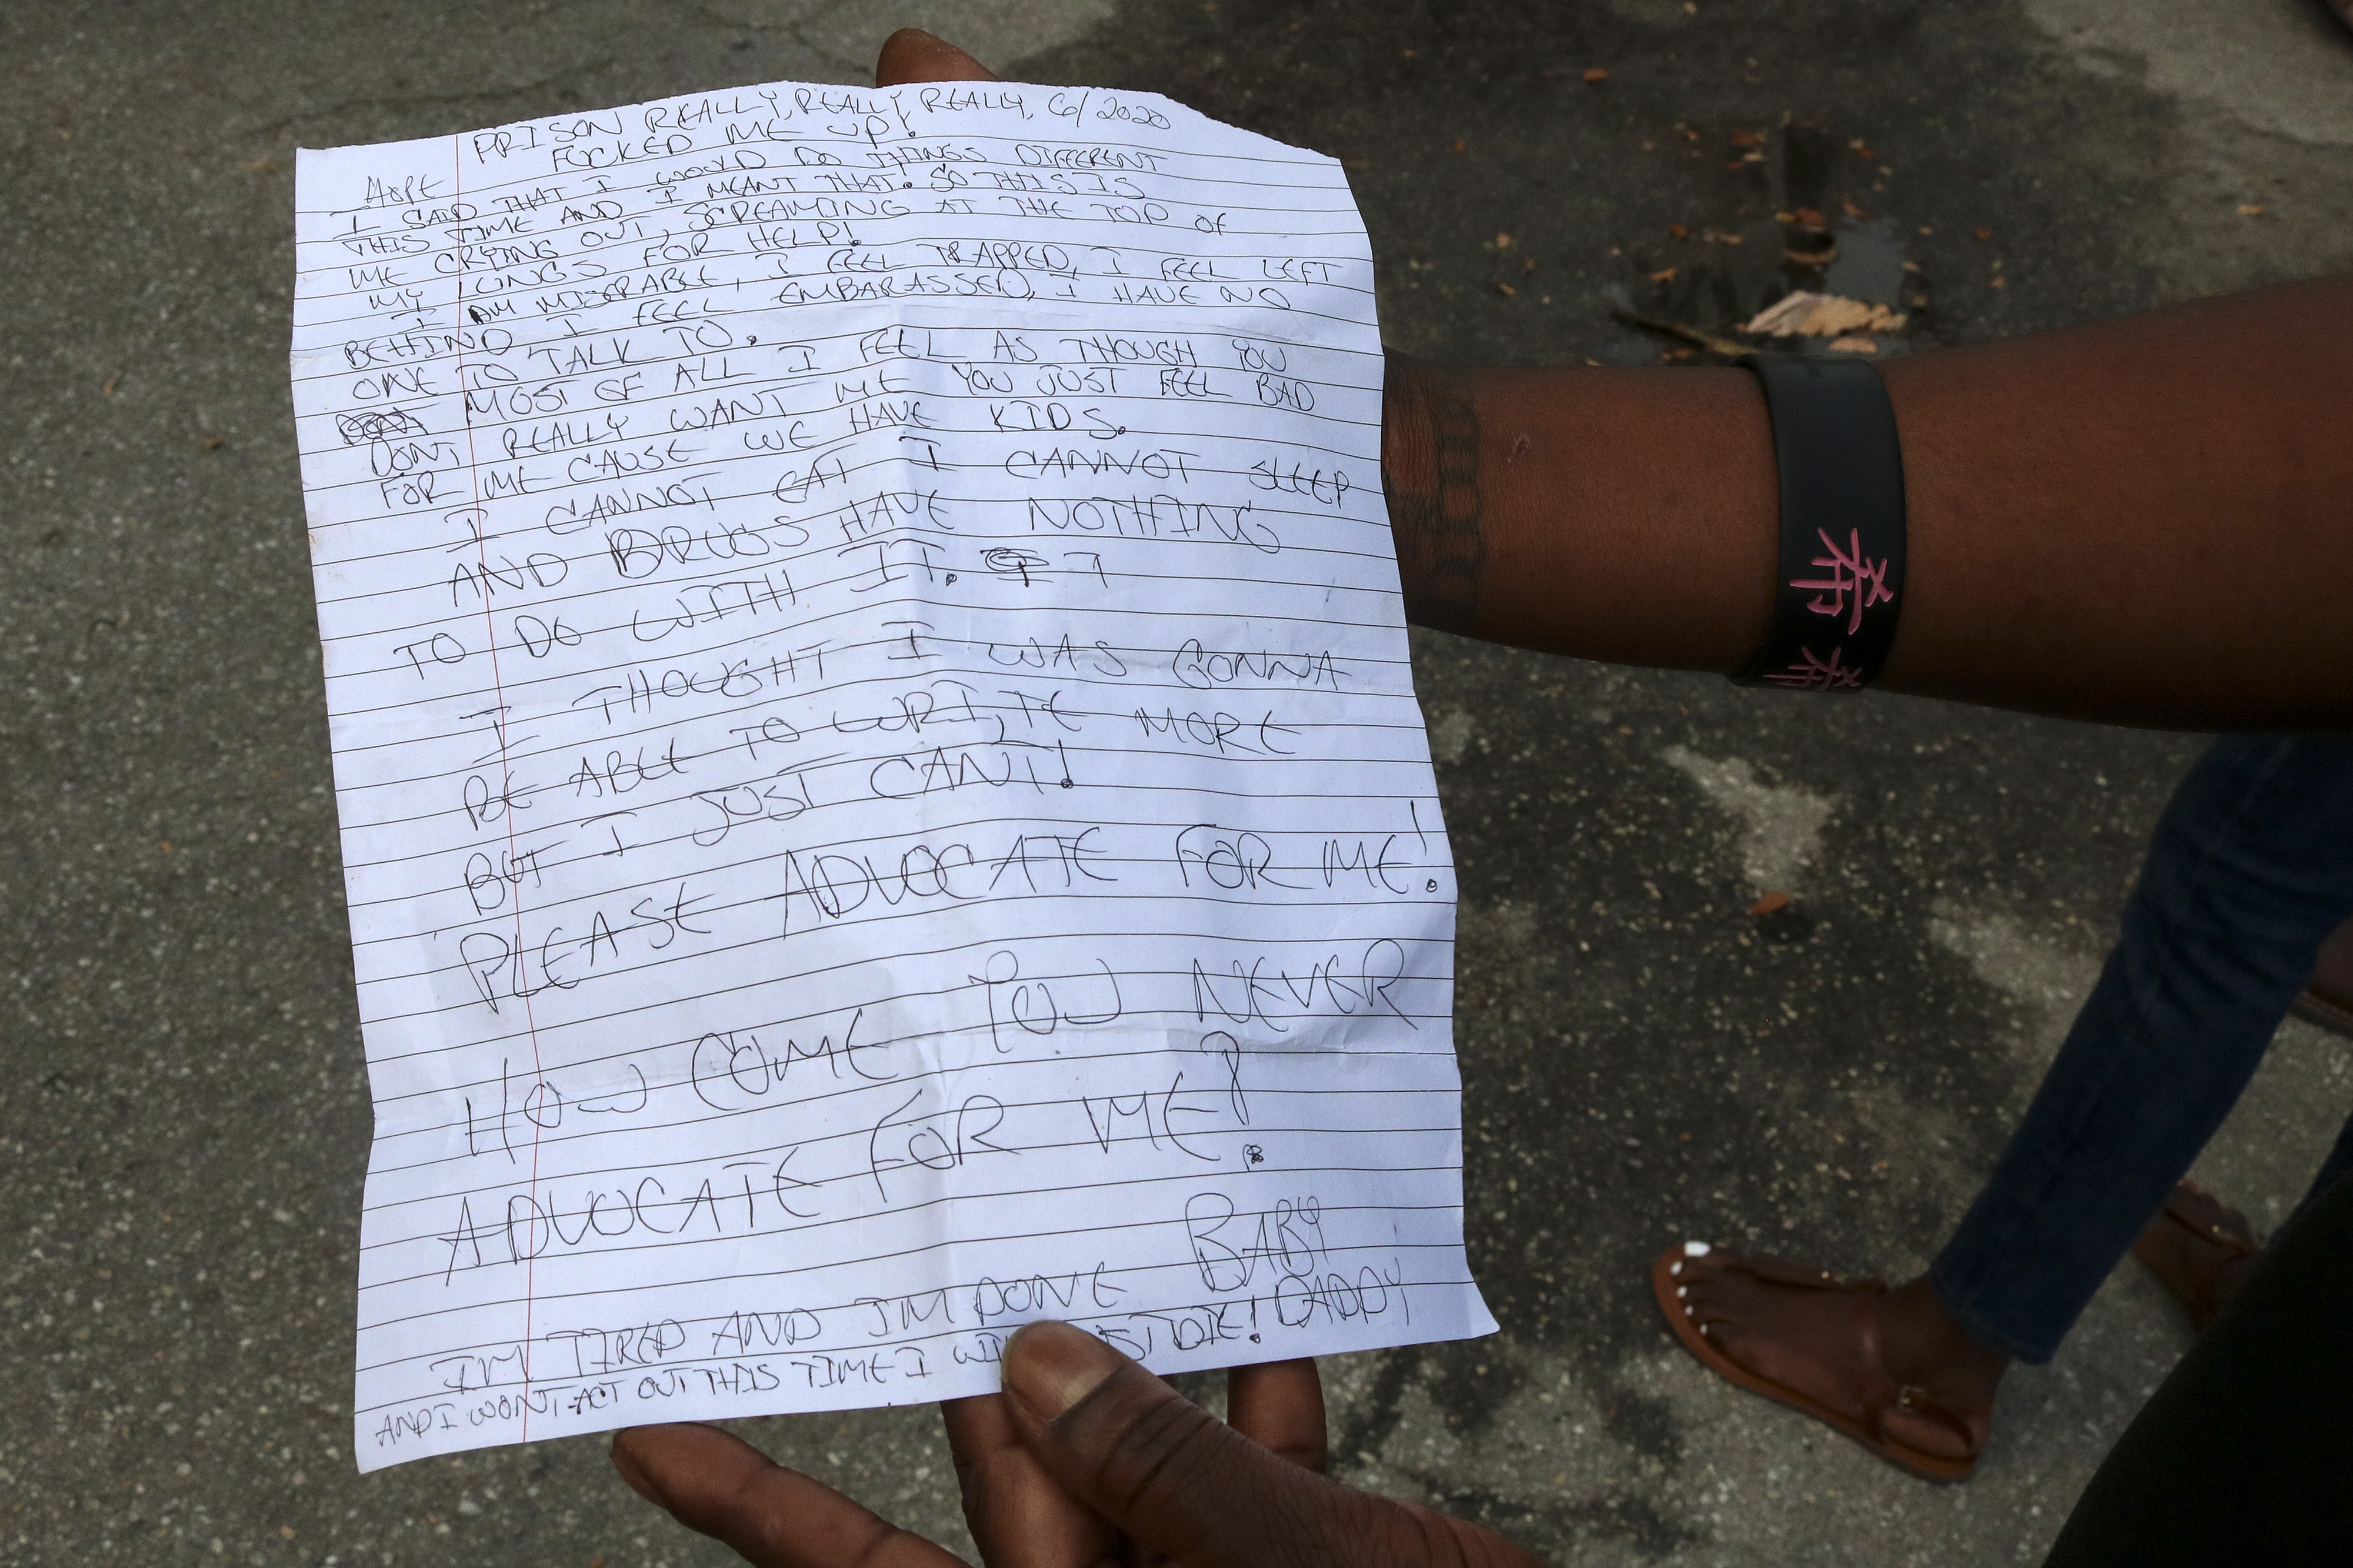 PRISON REALLY, REALLY, REALLY, 6/2020
FUCKED ME UP!
HOPE
I SAID THAT I WOULD DO THINGS DIFFERENT
THIS TIME AND I MEANT THAT. SO THIS IS
ME CRYING OUT, SCREAMING AT THE TOP OF
MY LUNGS FOR HELP!
I AM MISERABLE, I FEEL TRAPPED, I FEEL LEFT
BEHIND I FEEL EMBARASSED, I HAVE NO
ONE TO TALK TO.
MOST OF ALL I FEEL AS THOUGH YOU
DONT REALLY WANT ME YOU JUST FEEL BAD
FOR ME CAUSE WE HAVE KIDS.
I CANNOT EAT I CANNOT SLEEP
AND DRUGS HAVE NOTHING
TO DO WITH IT.
I THOUGHT I WAS GONNA
BE ABLE TO WRITE MORE
BUT I JUST CANT!
PLEASE ADVOCATE FOR ME!
HOW COME YOU NEVER
ADVOCATE FOR ME?
BABY
IM TIRED AND IM DONE DADDY
AND I WONT ACT OUT THIS TIME I DIE!
希
希